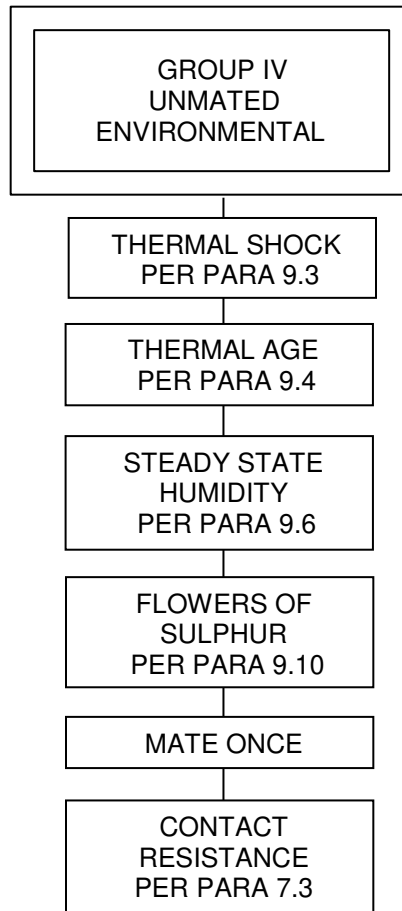 GROUP IV
UNMATED
ENVIRONMENTAL
THERMAL SHOCK
PER PARA 9.3
THERMAL AGE
PER PARA 9.4
STEADY STATE
HUMIDITY
PER PARA 9.6
FLOWERS OF
SULPHUR
PER PARA 9.10
MATE ONCE
CONTACT
RESISTANCE
PER PARA 7.3